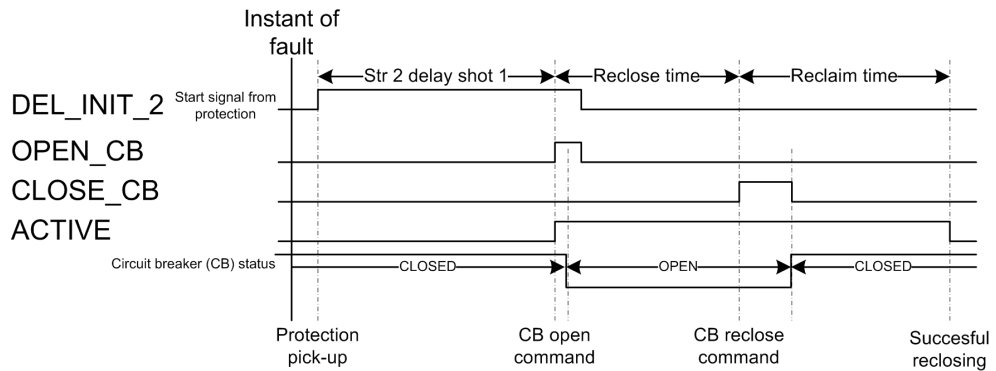 Instant of
fault
Str 2 delay shot 1
Reclose time
Reclaim time
DEL_INIT_2
Start signal from
protection
OPEN_CB
CLOSE_CB
ACTIVE
Circuit breaker (CB) status
CLOSED
OPEN
CLOSED
Protection
pick-up
CB open
command
CB reclose
command
Succesful
reclosing